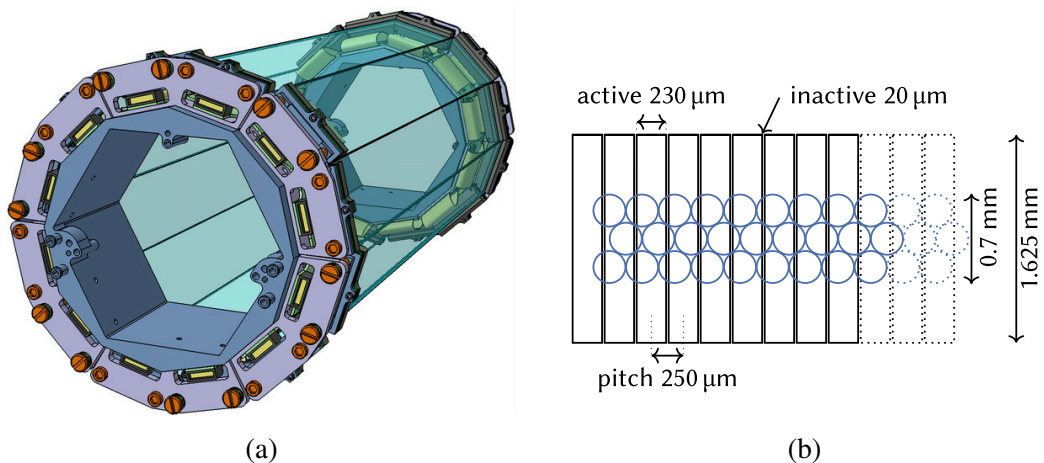 active 230 µm
inactive 20 µm
0.7 mm
1.625 mm
pitch 250 µm
(a)
(b)